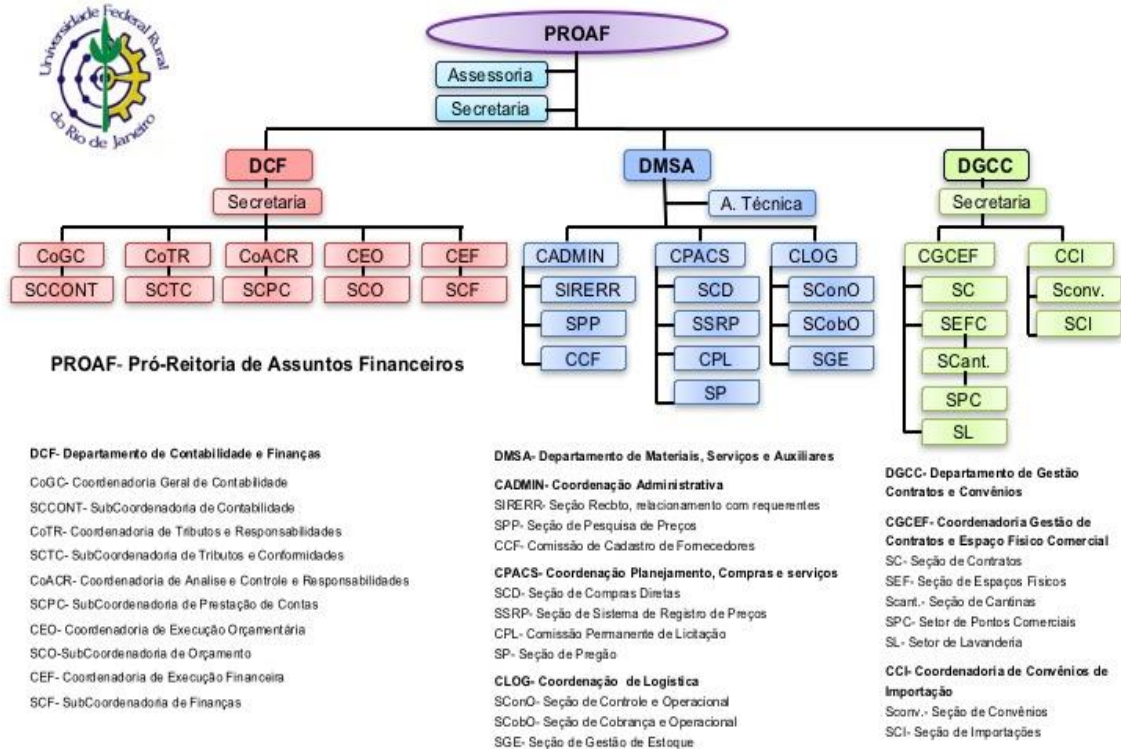 Universidade Federal Rural
do Rio de Janeiro
PROAF
Assessoria
Secretaria
DCF
DMSA
DGCC
Secretaria
A. Técnica
Secretaria
CoGC
CoTR
CoACR
CEO
CEF
CADMIN
CPACS
CLOG
CGCEF
CCI
SCCONT
SCTC
SCPC
SCO
SCF
SIRERR
SCD
SConO
SC
Sconv.
SPP
SSRP
SCobO
SEFC
SCI
CCF
CPL
SGE
SCant.
SP
SPC
SL
PROAF- Pró-Reitoria de Assuntos Financeiros
DCF- Departamento de Contabilidade e Finanças
CoGC- Coordenadoria Geral de Contabilidade
SCCONT- SubCoordenadoria de Contabilidade
CoTR- Coordenadoria de Tributos e Responsabilidades
SCTC- SubCoordenadoria de Tributos e Conformidades
CoACR- Coordenadoria de Analise e Controle e Responsabilidades
SCPC- SubCoordenadoria de Prestação de Contas
CEO- Coordenadoria de Execução Orçamentária
SCO-SubCoordenadoria de Orçamento
CEF- Coordenadoria de Execução Financeira
SCF- SubCoordenadoria de Finanças
DMSA- Departamento de Materiais, Serviços e Auxiliares
CADMIN- Coordenação Administrativa
SIRERR- Seção Recbto, relacionamento com requerentes
SPP- Seção de Pesquisa de Preços
CCF- Comissão de Cadastro de Fornecedores
CPACS- Coordenação Planejamento, Compras e serviços
SCD- Seção de Compras Diretas
SSRP- Seção de Sistema de Registro de Preços
CPL- Comissão Permanente de Licitação
SP- Seção de Pregão
CLOG- Coordenação de Logística
SConO- Seção de Controle e Operacional
SCobO- Seção de Cobrança e Operacional
SGE- Seção de Gestão de Estoque
DGCC- Departamento de Gestão
Contratos e Convênios
CGCEF- Coordenadoria Gestão de
Contratos e Espaço Físico Comercial
SC- Seção de Contratos
SEF- Seção de Espaços Físicos
Scant.- Seção de Cantinas
SPC- Setor de Pontos Comerciais
SL- Setor de Lavanderia
CCI- Coordenadoria de Convênios de
Importação
Sconv.- Seção de Convênios
SCI- Seção de Importações